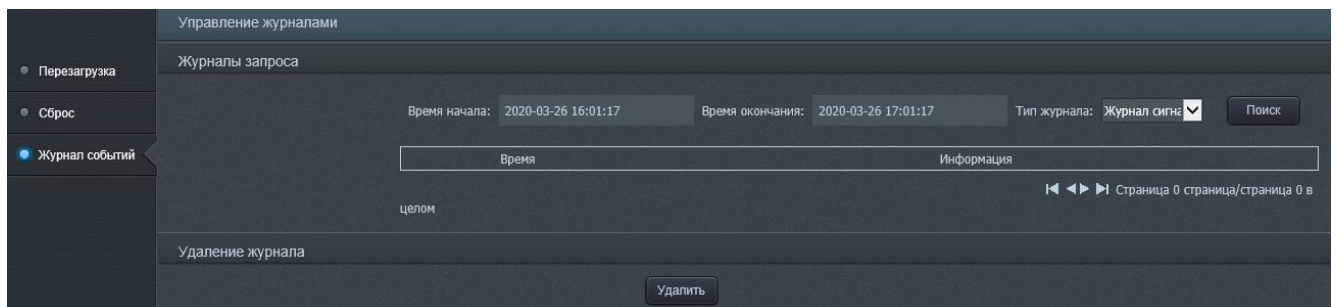 Управление журналами
Журналы запроса
Перезагрузка
Сброс
Журнал событий
Время начала: 2020-03-26 16:01:17 Время окончания: 2020-03-26 17:01:17 Тип журнала: Журнал сигна Поиск
Время Информация
Страница 0 страница/страница 0 в
целом
Удаление журнала
Удалить